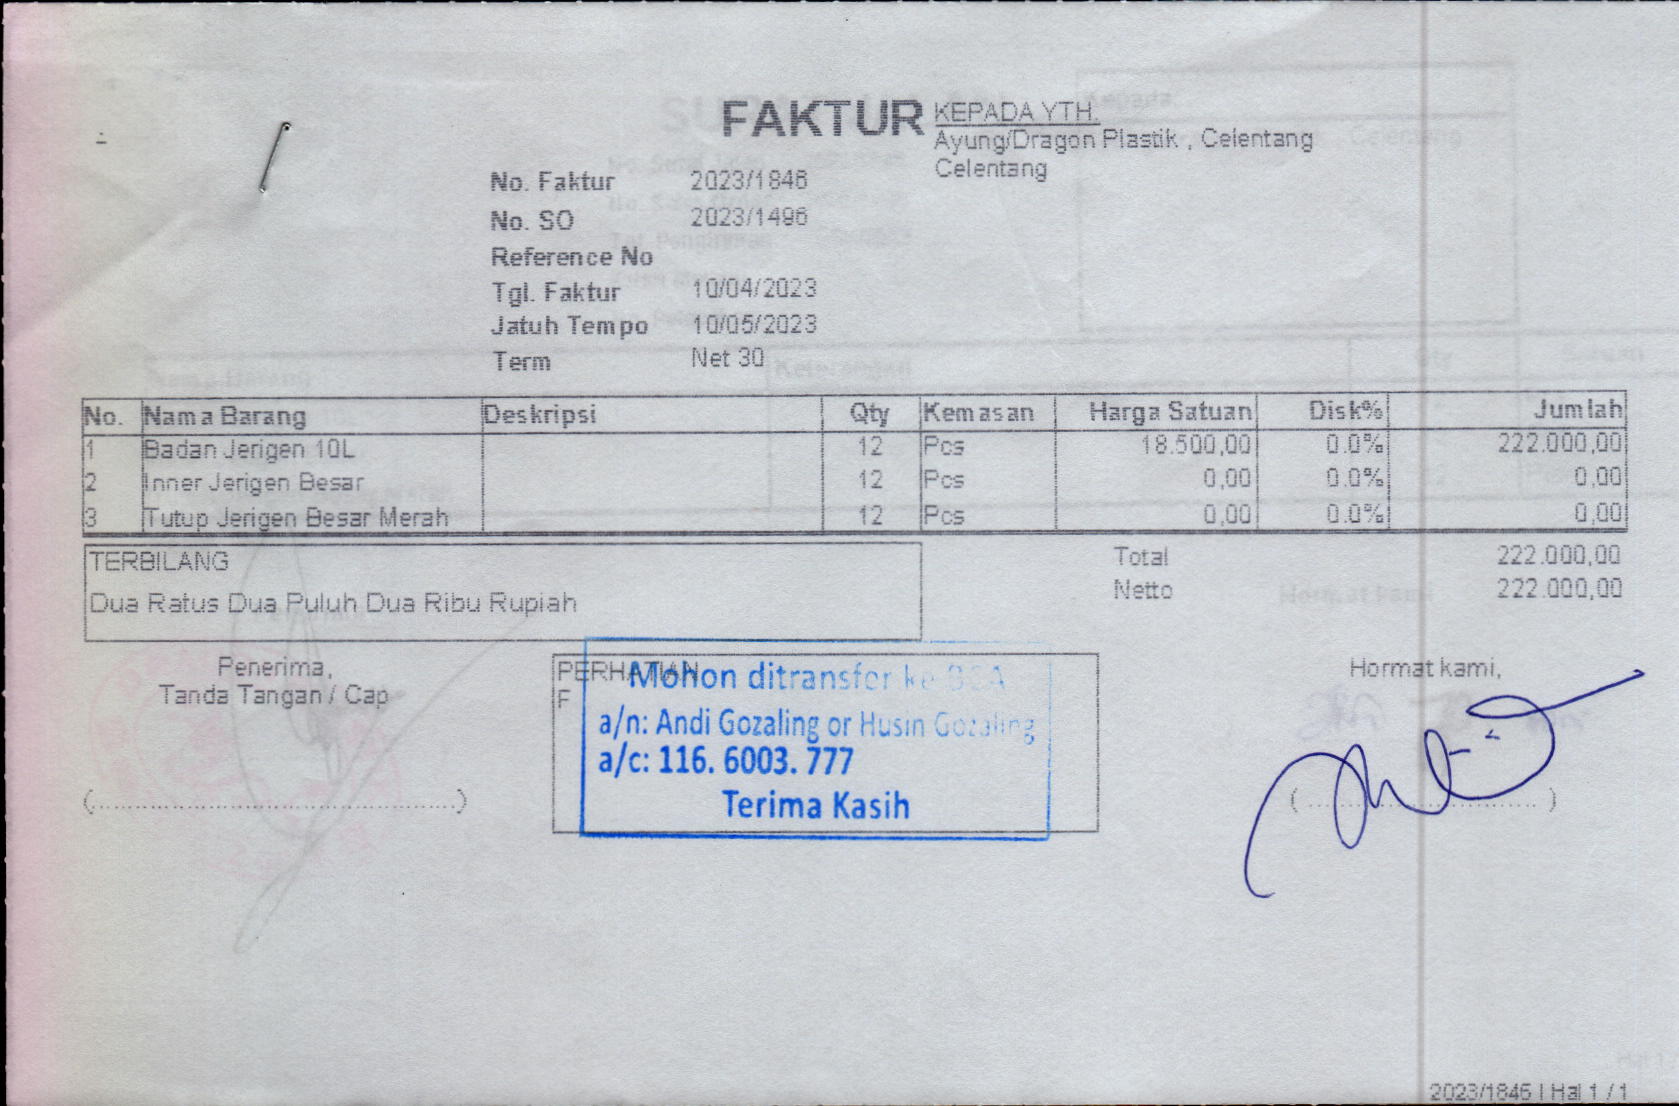 FAKTUR
KEPADA YTH.
Ayung/Dragon Plastik , Celentang
Celentang
No. Faktur 2023/1846
No. SO 2023/1496
Reference No
Tgl. Faktur 10/04/2023
Jatuh Tempo 10/05/2023
Term Net 30
No. Nama Barang Deskripsi Qty Kemasan Harga Satuan Disk% Jumlah
1 Badan Jerigen 10L 12 Pcs 18.500,00 0.0% 222.000,00
2 Inner Jerigen Besar 12 Pcs 0,00 0.0% 0,00
3 Tutup Jerigen Besar Merah 12 Pcs 0,00 0.0% 0,00
TERBILANG
Dua Ratus Dua Puluh Dua Ribu Rupiah
Total 222.000,00
Netto 222.000,00
Penerima,
Tanda Tangan / Cap
PERHATIAN
F
Mohon ditransfer ke BCA
a/n: Andi Gozaling or Husin Gozaling
a/c: 116. 6003. 777
Terima Kasih
Hormat kami,
2023/1846 | Hal 1 / 1